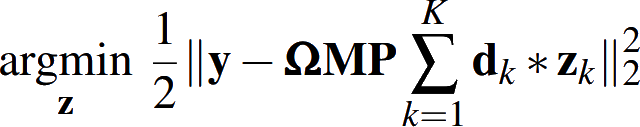 argmin_z 1/2 ‖y − ΩMP ∑_{k=1}^{K} d_k ∗ z_k‖_2^2